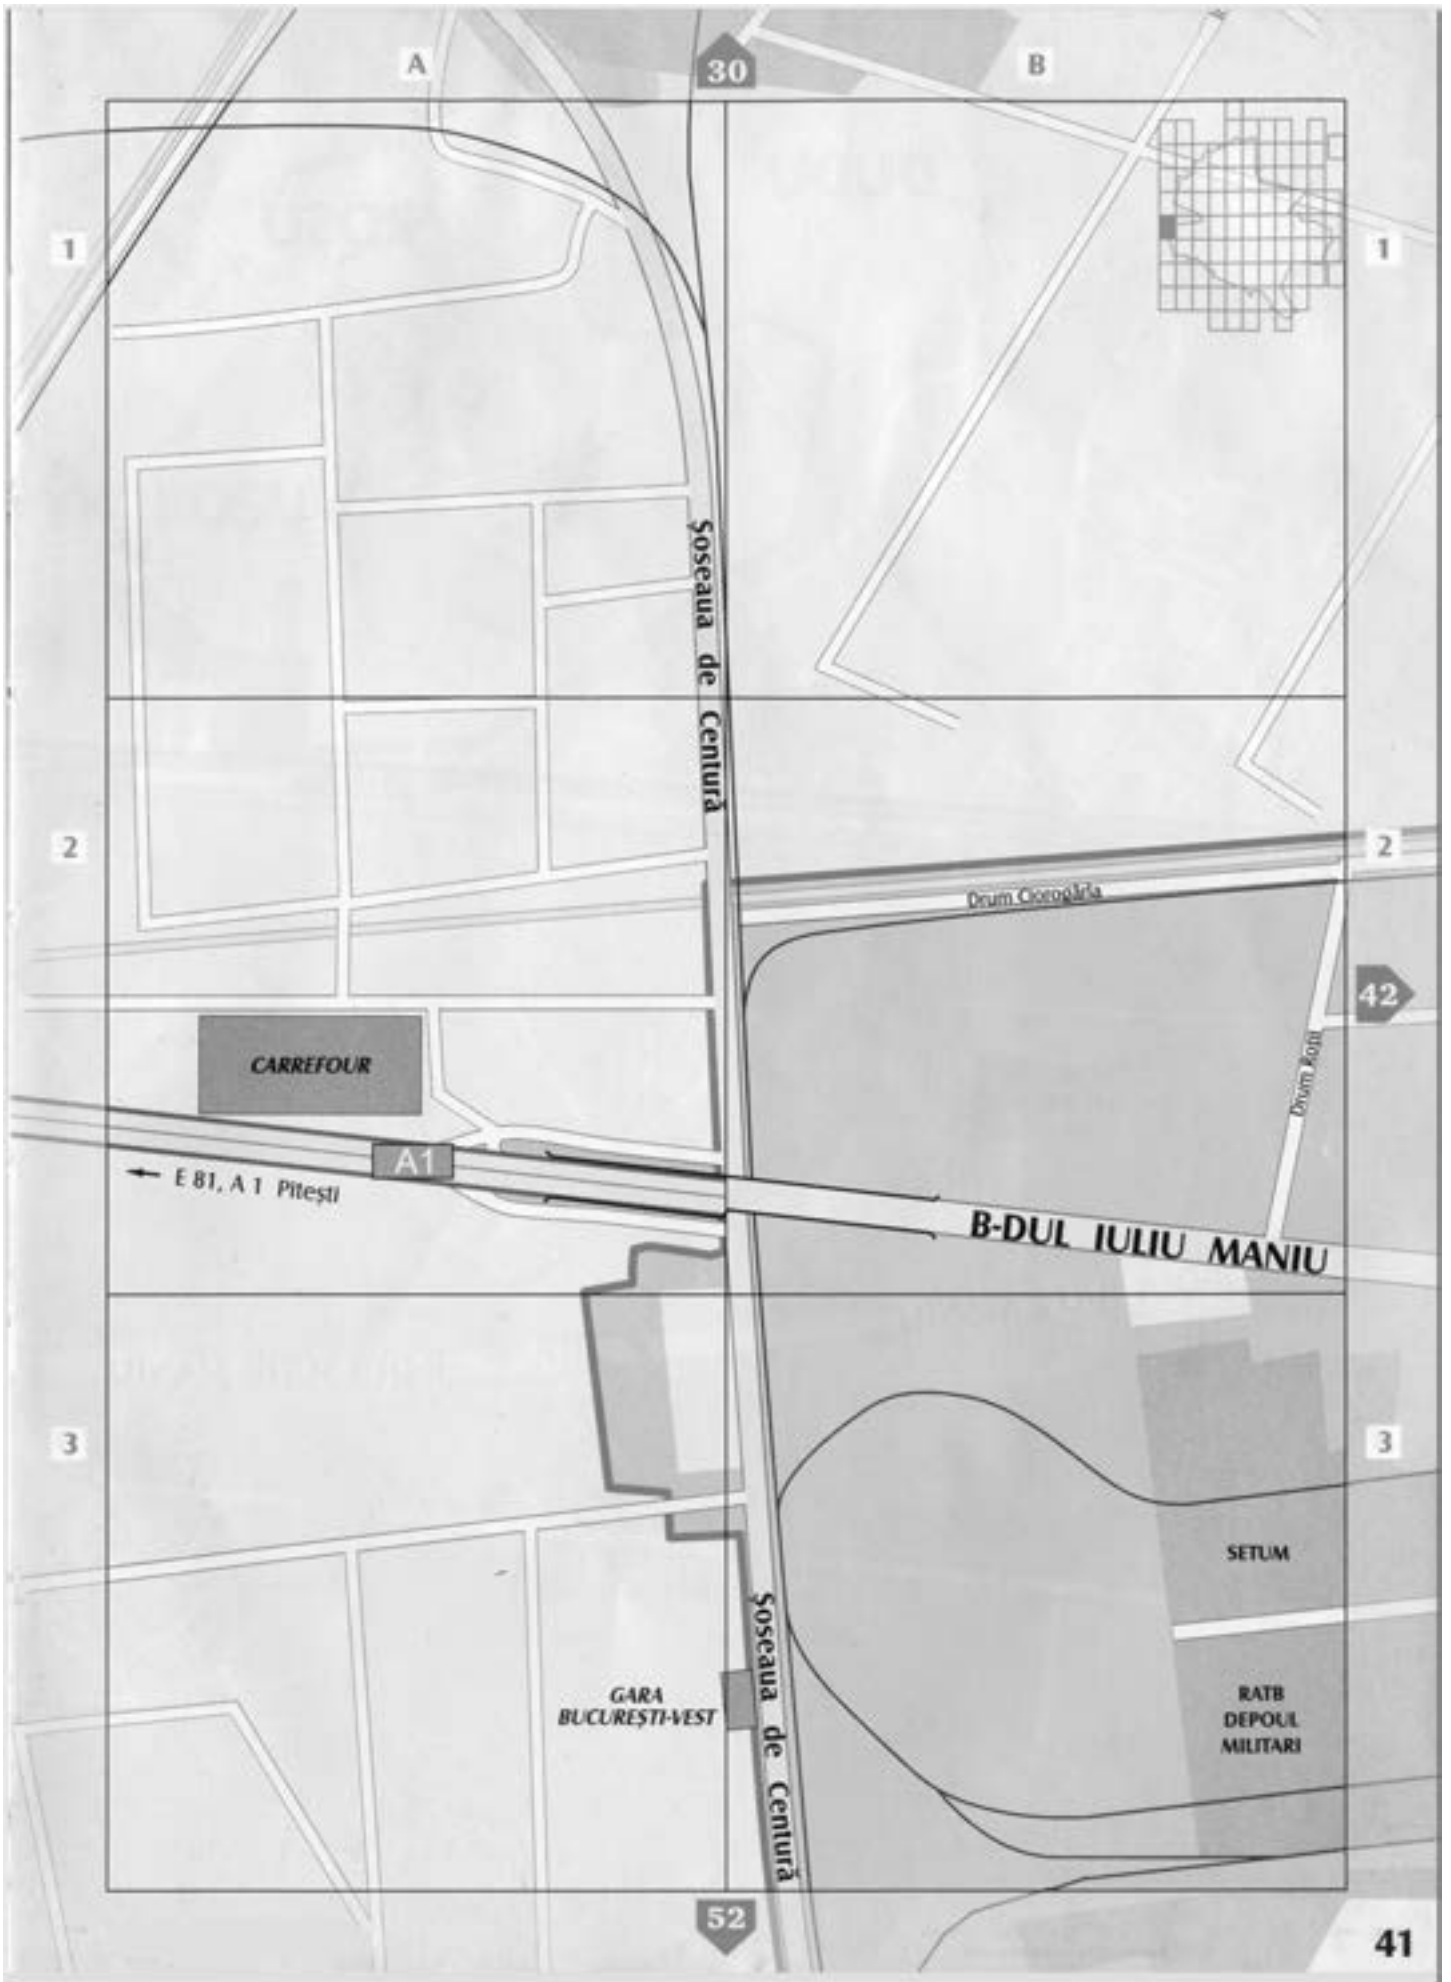 A
30
B
1
1
Șoseaua de Centură
2
2
Drum Ciorogârla
42
CARREFOUR
Drum Roții
A1
E 81, A 1 Pitești
B-DUL IULIU MANIU
3
3
SETUM
Șoseaua de Centură
GARA
BUCUREȘTI-VEST
RATB
DEPOUL
MILITARI
52
41